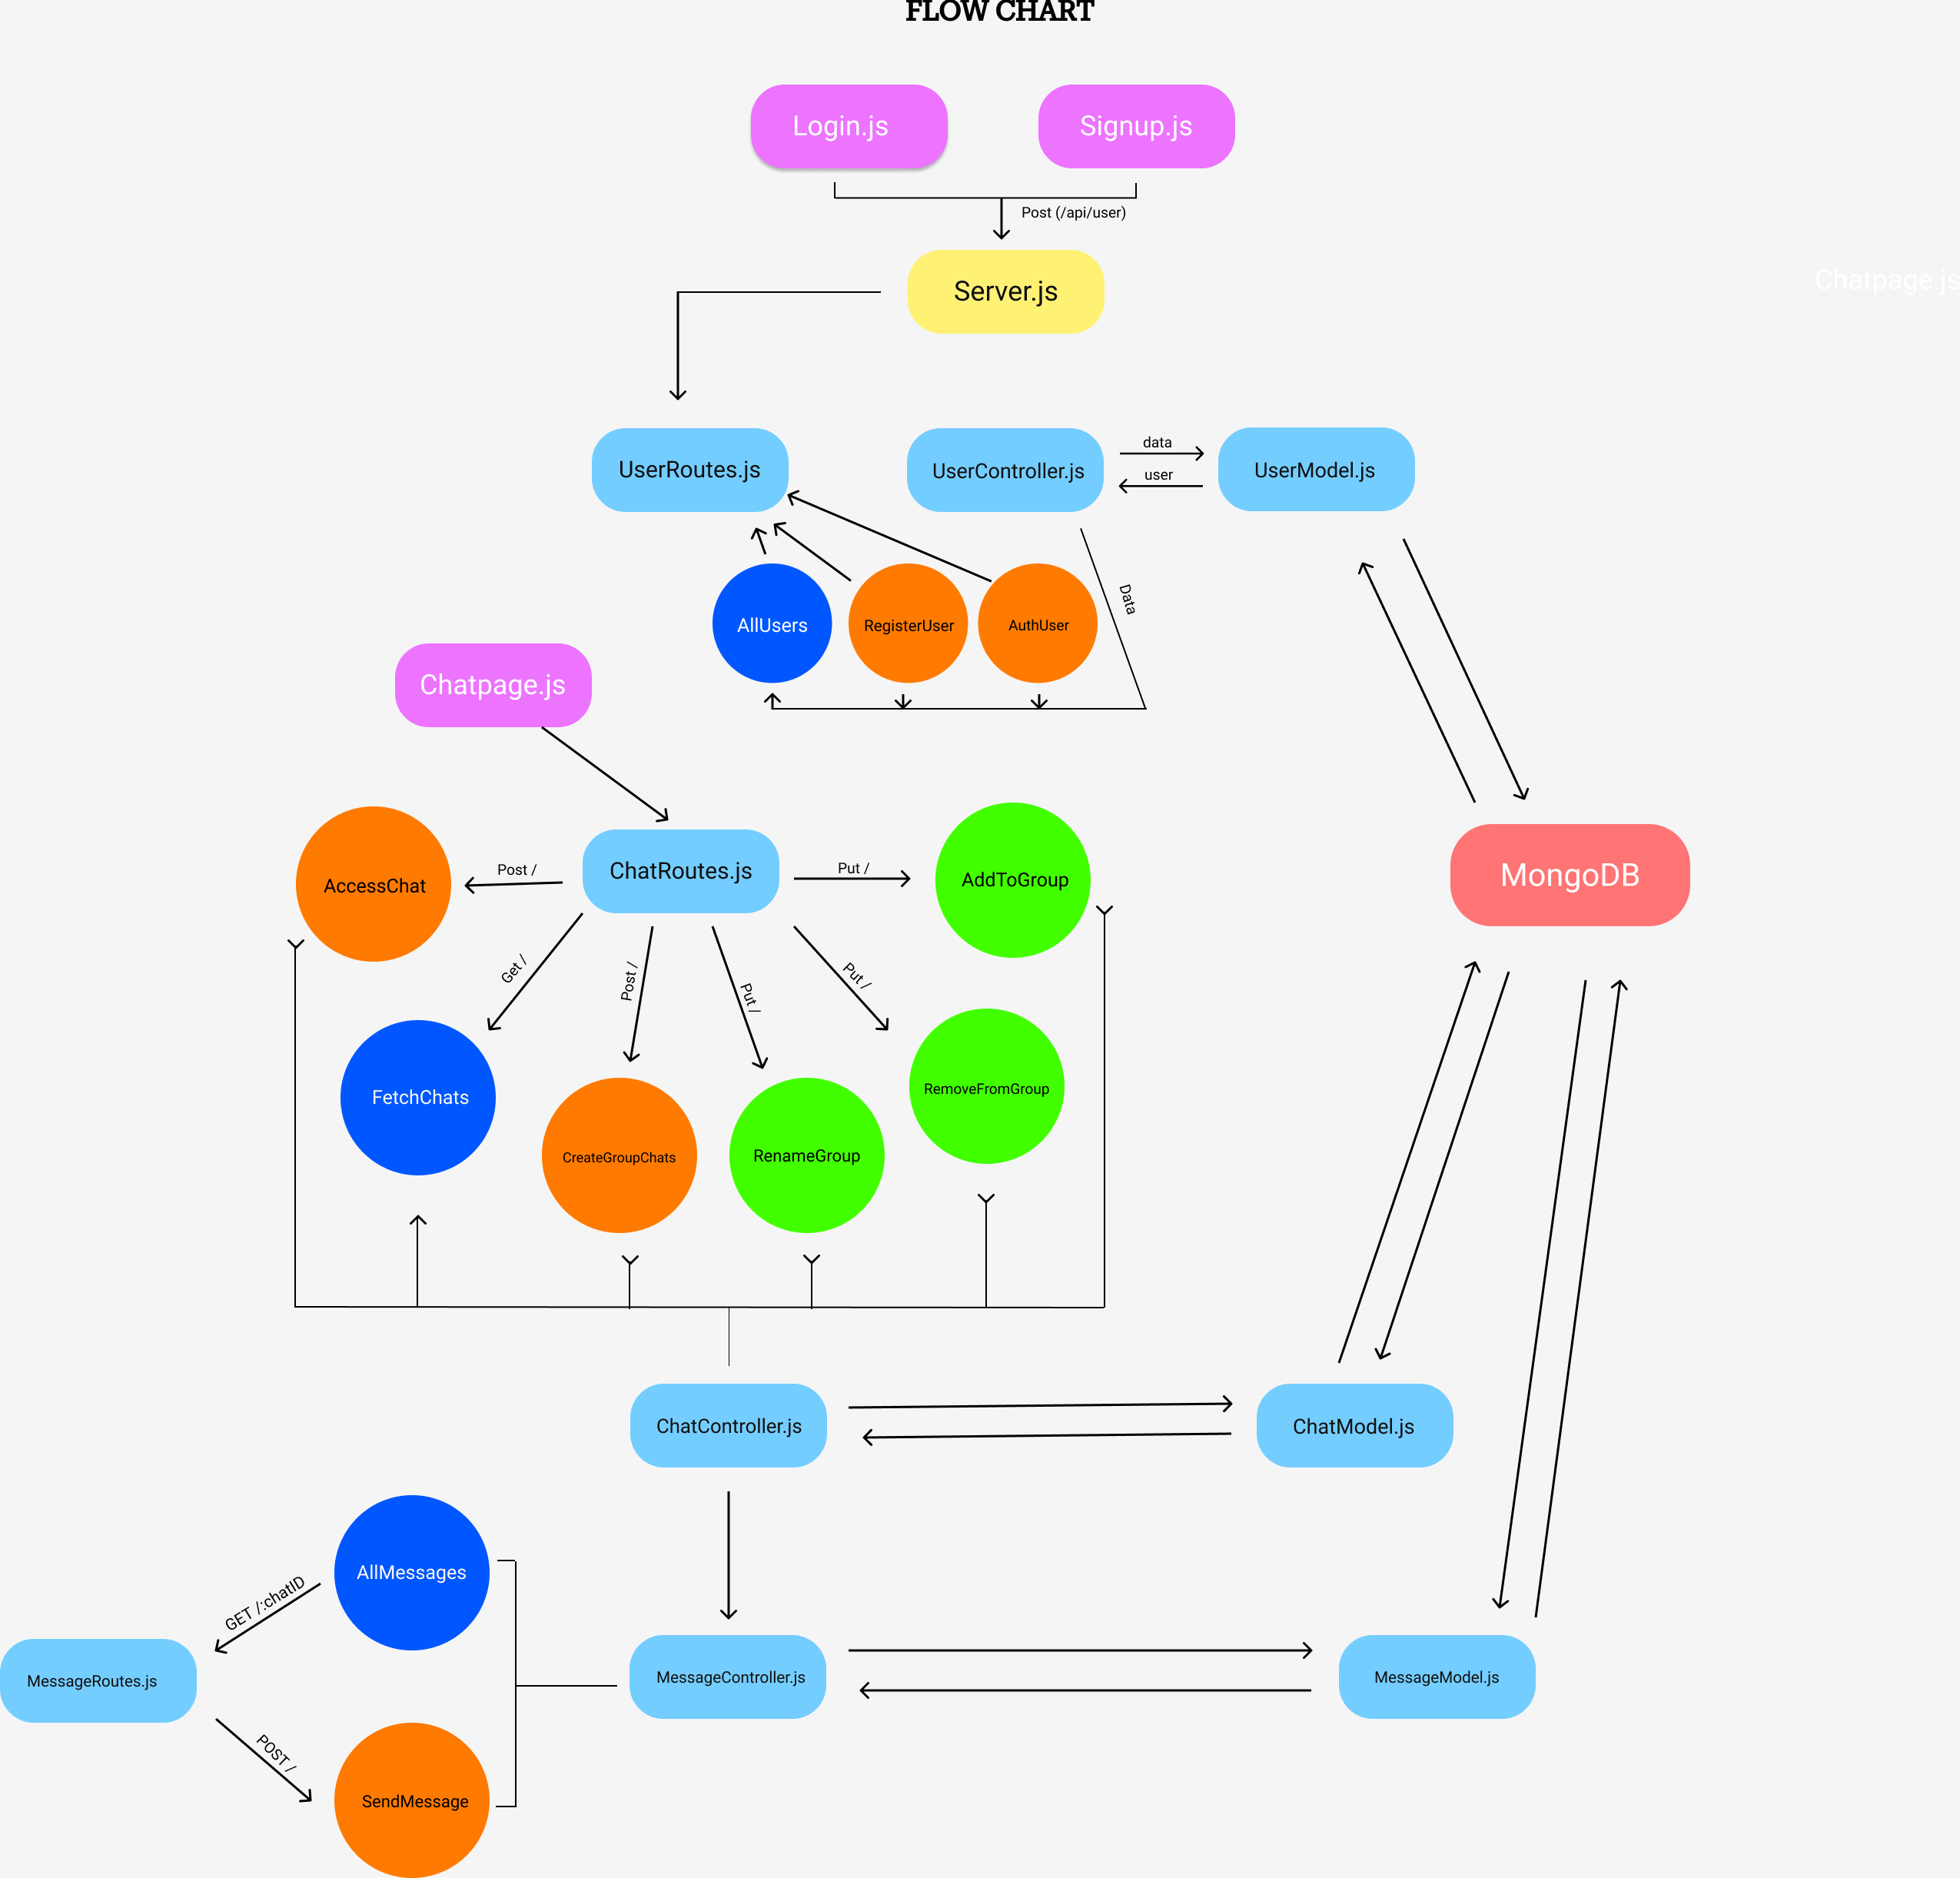 FLOW CHART
Login.js
Signup.js
Post (/api/user)
Server.js
Chatpage.js
UserRoutes.js
UserController.js
data
user
UserModel.js
AllUsers
RegisterUser
AuthUser
Data
Chatpage.js
AccessChat
Post /
ChatRoutes.js
Put /
AddToGroup
MongoDB
Get /
Post /
Put /
Put /
FetchChats
CreateGroupChats
RenameGroup
RemoveFromGroup
ChatController.js
ChatModel.js
AllMessages
GET /:chatID
MessageRoutes.js
MessageController.js
MessageModel.js
POST /
SendMessage